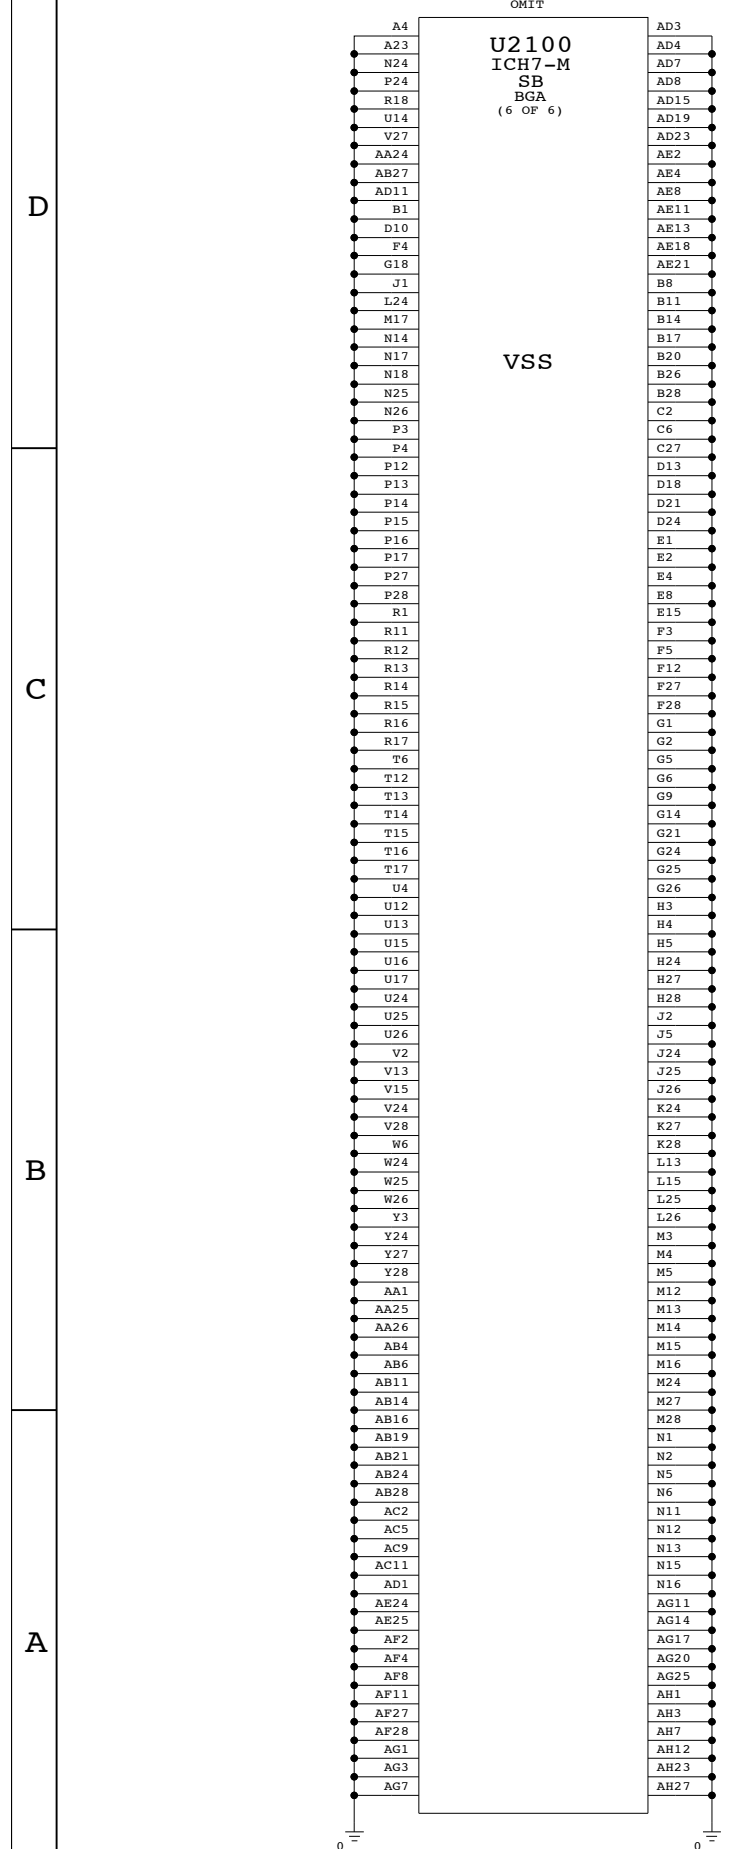 OMIT
U2100
ICH7-M
SB
BGA
(6 OF 6)
VSS
D
C
B
A
A4
A23
N24
P24
R18
U14
V27
AA24
AB27
AD11
B1
D10
F4
G18
J1
L24
M17
N14
N17
N18
N25
N26
P3
P4
P12
P13
P14
P15
P16
P17
P27
P28
R1
R11
R12
R13
R14
R15
R16
R17
T6
T12
T13
T14
T15
T16
T17
U4
U12
U13
U15
U16
U17
U24
U25
U26
V2
V13
V15
V24
V28
W6
W24
W25
W26
Y3
Y24
Y27
Y28
AA1
AA25
AA26
AB4
AB6
AB11
AB14
AB16
AB19
AB21
AB24
AB28
AC2
AC5
AC9
AC11
AD1
AE24
AE25
AF2
AF4
AF8
AF11
AF27
AF28
AG1
AG3
AG7
0
AD3
AD4
AD7
AD8
AD15
AD19
AD23
AE2
AE4
AE8
AE11
AE13
AE18
AE21
B8
B11
B14
B17
B20
B26
B28
C2
C6
C27
D13
D18
D21
D24
E1
E2
E4
E8
E15
F3
F5
F12
F27
F28
G1
G2
G5
G6
G9
G14
G21
G24
G25
G26
H3
H4
H5
H24
H27
H28
J2
J5
J24
J25
J26
K24
K27
K28
L13
L15
L25
L26
M3
M4
M5
M12
M13
M14
M15
M16
M24
M27
M28
N1
N2
N5
N6
N11
N12
N13
N15
N16
AG11
AG14
AG17
AG20
AG25
AH1
AH3
AH7
AH12
AH23
AH27
0